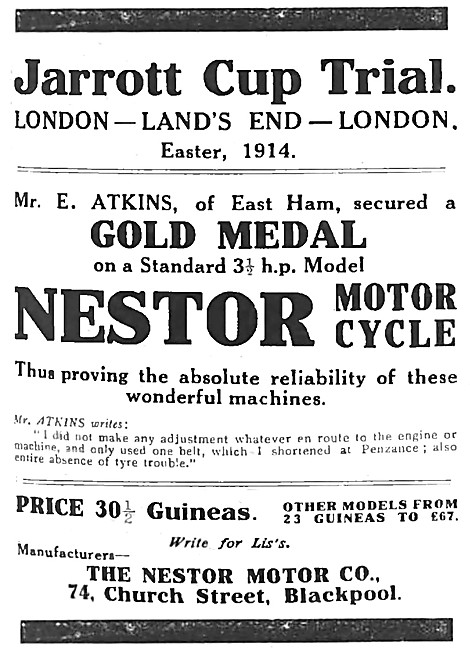 Jarrott Cup Trial.
LONDON — LAND'S END — LONDON.
Easter, 1914.
Mr. E. ATKINS, of East Ham, secured a
GOLD MEDAL
on a Standard 3½ h.p. Model
NESTOR MOTOR CYCLE
Thus proving the absolute reliability of these
wonderful machines.
Mr. ATKINS writes:
"I did not make any adjustment whatever en route to the engine or
machine, and only used one belt, which I shortened at Penzance; also
entire absence of tyre trouble."
PRICE 30½ Guineas.
OTHER MODELS FROM
23 GUINEAS TO £67.
Write for Lis's.
Manufacturers—
THE NESTOR MOTOR CO.,
74, Church Street, Blackpool.